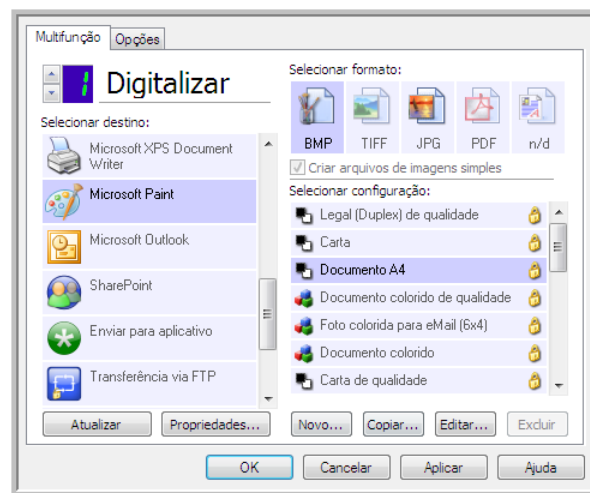 Multifunção
Opções
1
Digitalizar
Selecionar destino:
Microsoft XPS Document
Writer
Microsoft Paint
Microsoft Outlook
SharePoint
Enviar para aplicativo
Transferência via FTP
Atualizar
Propriedades...
Selecionar formato:
BMP
TIFF
JPG
PDF
n/d
Criar arquivos de imagens simples
Selecionar configuração:
Legal (Duplex) de qualidade
Carta
Documento A4
Documento colorido de qualidade
Foto colorida para eMail (6x4)
Documento colorido
Carta de qualidade
Novo...
Copiar...
Editar...
Excluir
OK
Cancelar
Aplicar
Ajuda